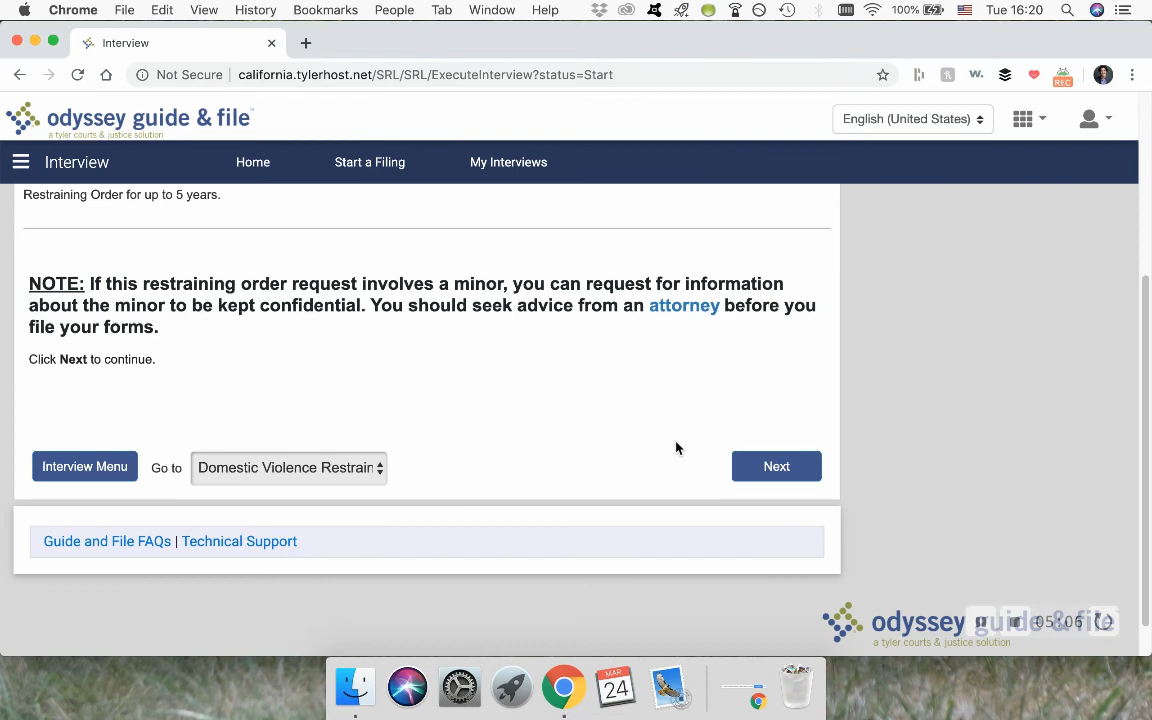 Chrome File Edit View History Bookmarks People Tab Window Help 100% Tue 16:20
Interview
Not Secure california.tylerhost.net/SRL/SRL/ExecuteInterview?status=Start
REC
odyssey guide & file™
a tyler courts & justice solution
English (United States)
Interview Home Start a Filing My Interviews
Restraining Order for up to 5 years.
NOTE: If this restraining order request involves a minor, you can request for information
about the minor to be kept confidential. You should seek advice from an attorney before you
file your forms.
Click Next to continue.
Interview Menu Go to Domestic Violence Restrain Next
Guide and File FAQs | Technical Support
odyssey guide & file
05:06
a tyler courts & justice solution
MAR
24